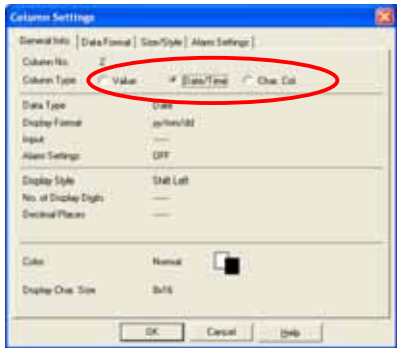 Column Settings
General Info. Data Format Size/Style Alarm Settings
Column No. 2
Column Type Value Date/Time Char. Col.
Data Type Date
Display Format yy/mm/dd
Input ----
Alarm Settings OFF
Display Style Shift Left
No. of Display Digits ----
Decimal Places ----
Color Normal
Display Char. Size 8x16
OK Cancel Help